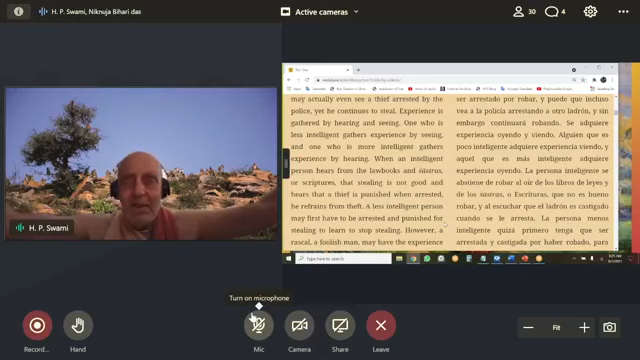 H. P. Swami, Niknuja Bihari das
Active cameras
30
4
Text One
may actually even see a thief arrested by the
police, yet he continues to steal. Experience is
gathered by hearing and seeing. One who is
less intelligent gathers experience by seeing,
and one who is more intelligent gathers
experience by hearing. When an intelligent
person hears from the lawbooks and śāstras,
or scriptures, that stealing is not good and
hears that a thief is punished when arrested,
he refrains from theft. A less intelligent person
may first have to be arrested and punished for
stealing to learn to stop stealing. However, a
rascal, a foolish man, may have the experience
ser arrestado por robar, y puede que incluso
vea a la policía arrestando a otro ladrón, y sin
embargo continuará robando. Se adquiere
experiencia oyendo y viendo. Alguien que es
poco inteligente adquiere experiencia viendo, y
aquel que es más inteligente adquiere
experiencia oyendo. La persona inteligente se
abstiene de robar al oír de los libros de leyes y
de los śāstras, o Escrituras, que no es bueno
robar, y al escuchar que el ladrón es castigado
cuando se le arresta. La persona menos
inteligente quizá primero tenga que ser
arrestada y castigada por haber robado, para
H. P. Swami
Type here to search
Turn on microphone
Record...
Hand
Mic
Camera
Share
Leave
Fit